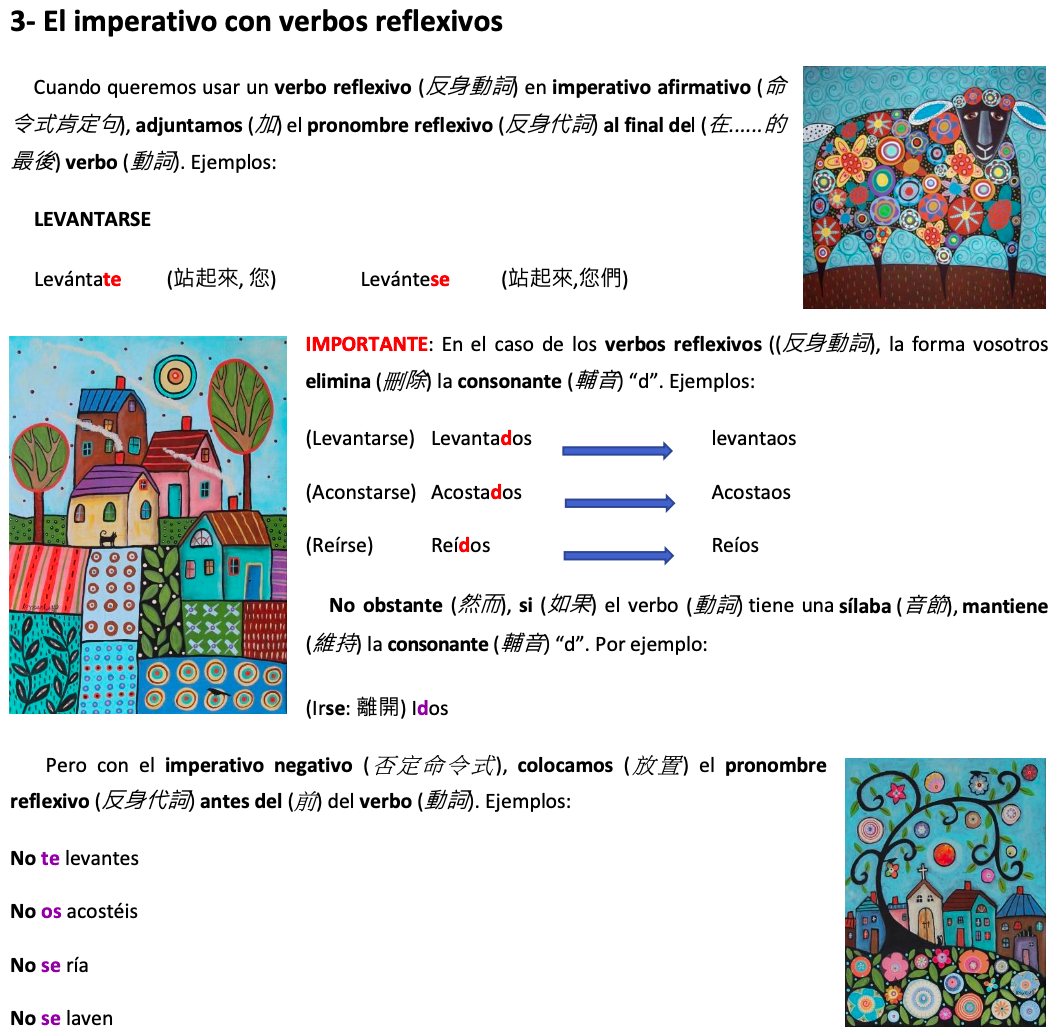 3- El imperativo con verbos reflexivos
Cuando queremos usar un verbo reflexivo (反身動詞) en imperativo afirmativo (命
令式肯定句), adjuntamos (加) el pronombre reflexivo (反身代詞) al final del (在......的
最後) verbo (動詞). Ejemplos:
LEVANTARSE
Levántate (站起來, 您) Levántese (站起來,您們)
IMPORTANTE: En el caso de los verbos reflexivos ((反身動詞), la forma vosotros
elimina (刪除) la consonante (輔音) “d”. Ejemplos:
(Levantarse) Levantados levantaos
(Aconstarse) Acostados Acostaos
(Reírse) Reídos Reíos
No obstante (然而), si (如果) el verbo (動詞) tiene una sílaba (音節), mantiene
(維持) la consonante (輔音) “d”. Por ejemplo:
(Irse: 離開) Idos
Pero con el imperativo negativo (否定命令式), colocamos (放置) el pronombre
reflexivo (反身代詞) antes del (前) del verbo (動詞). Ejemplos:
No te levantes
No os acostéis
No se ría
No se laven